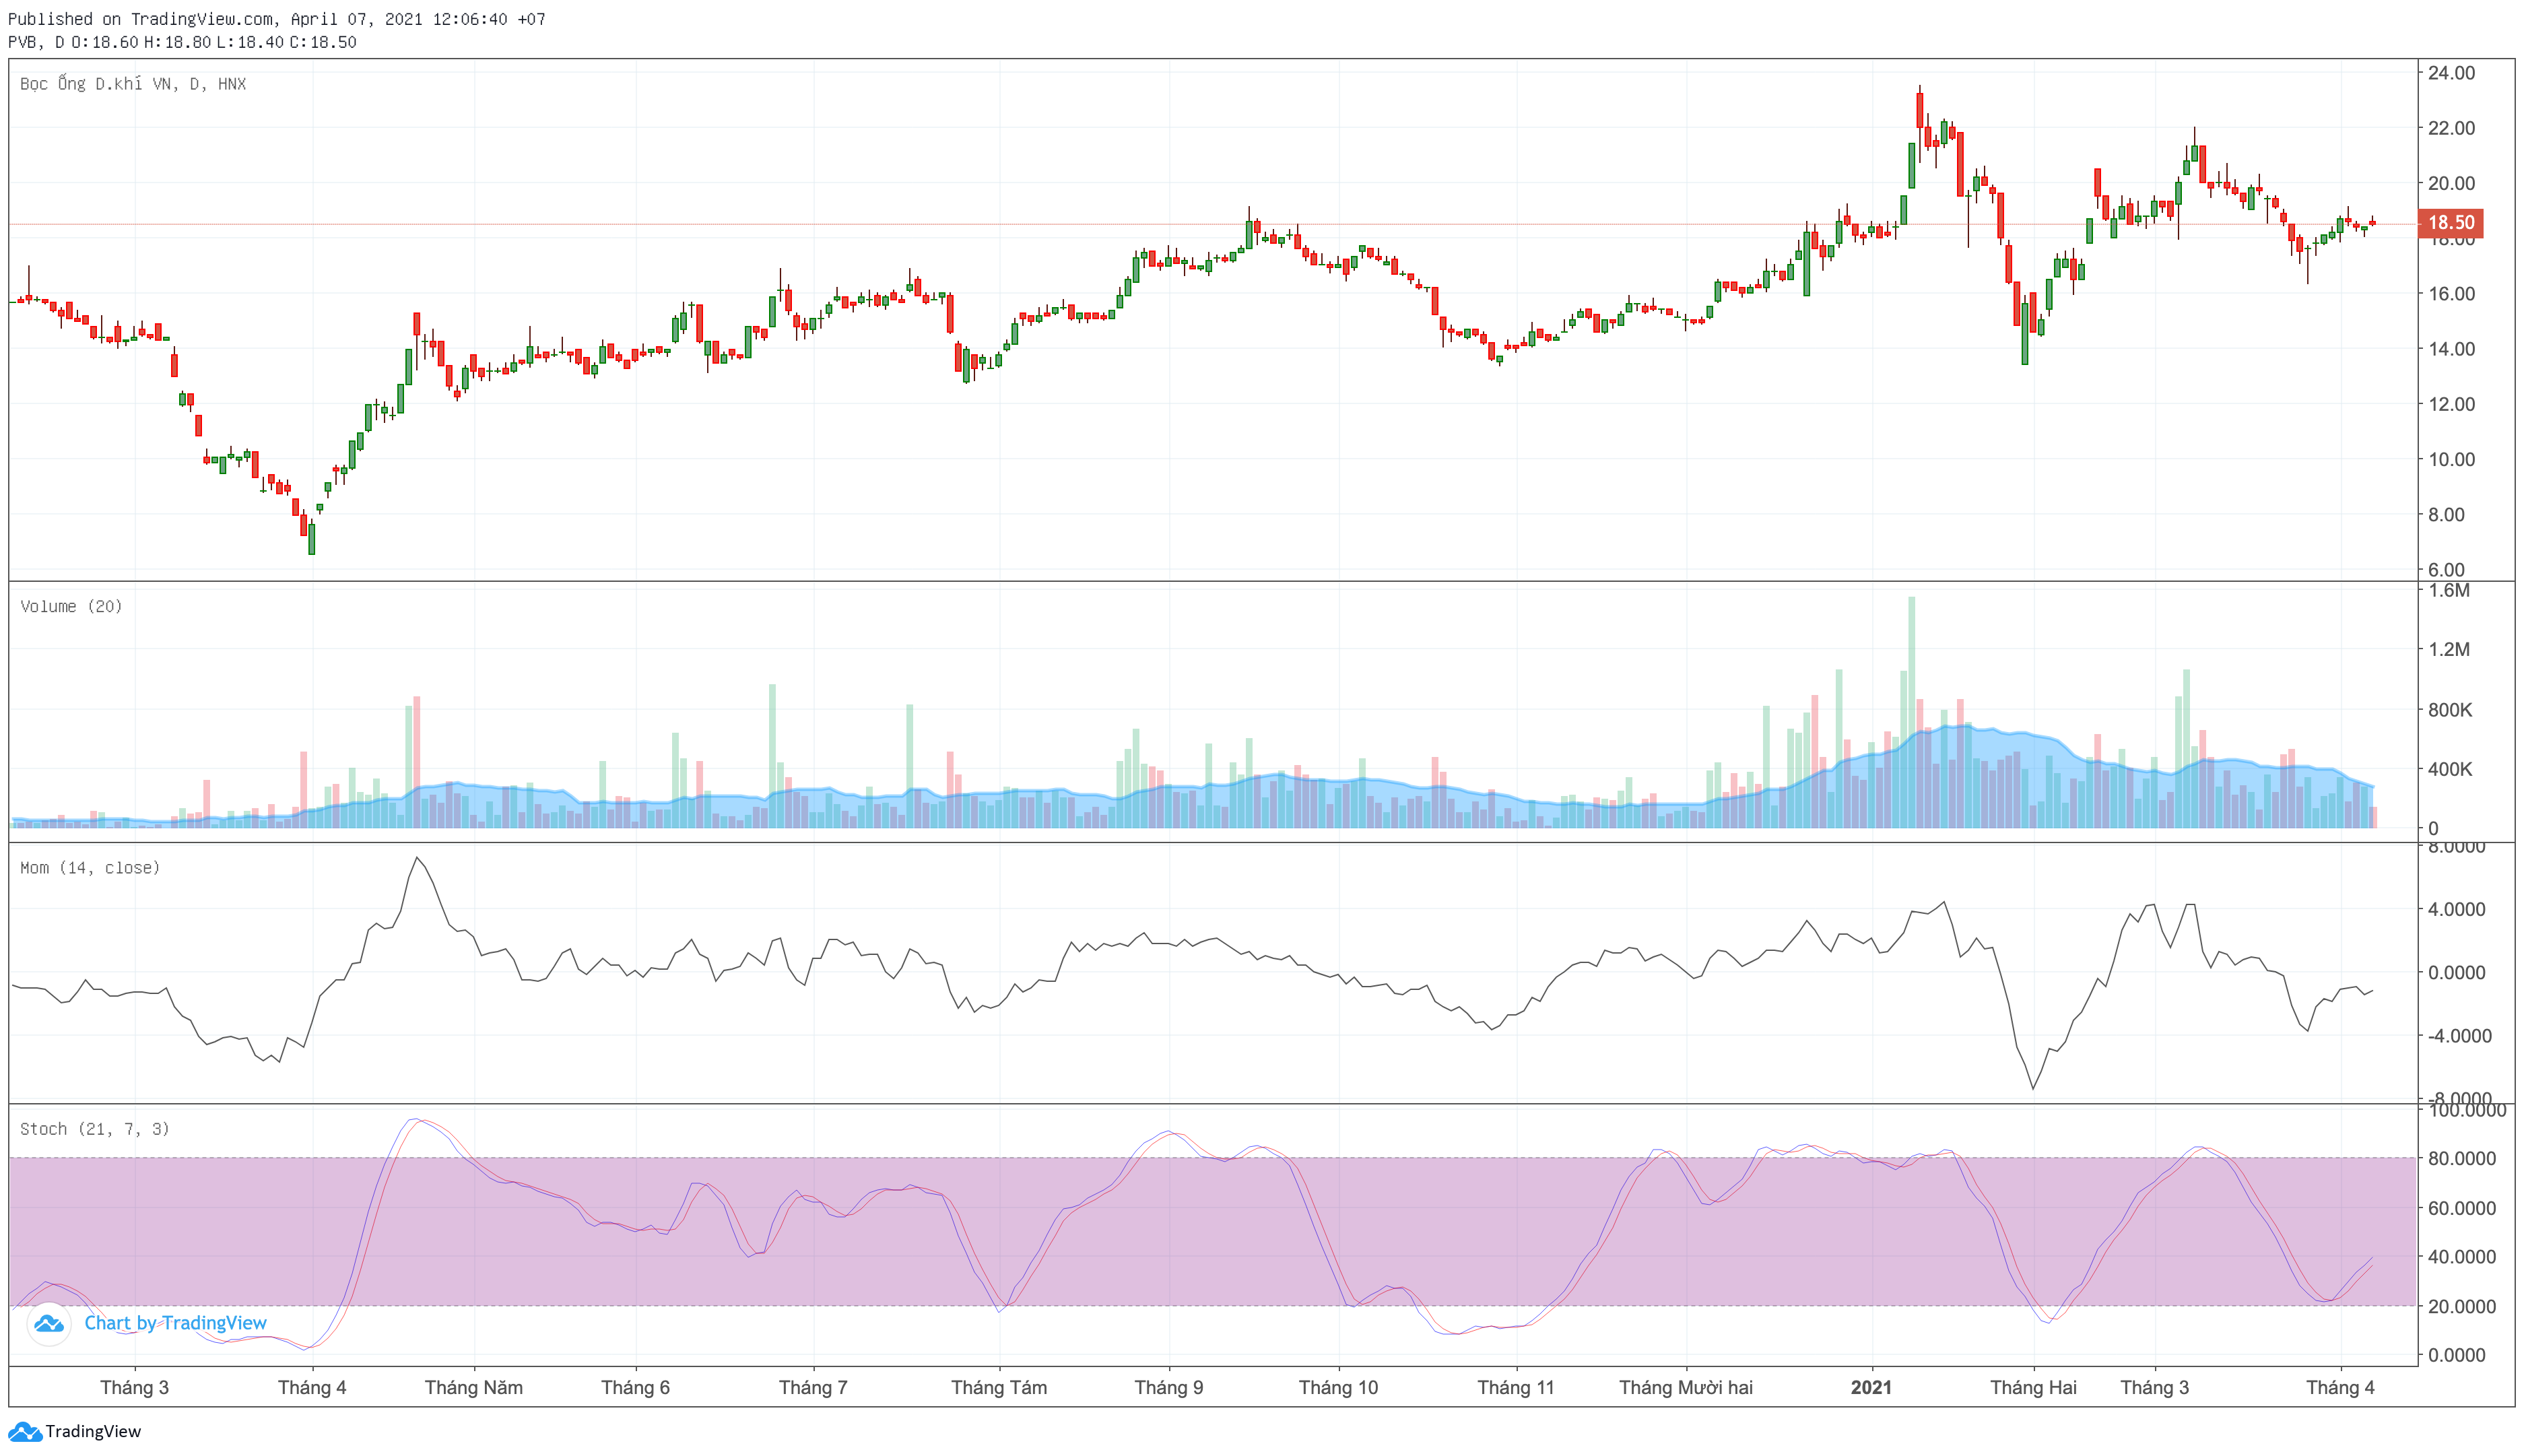 Published on TradingView.com, April 07, 2021 12:06:40 +07
PVB, D O:18.60 H:18.80 L:18.40 C:18.50
Bọc Ống D.khí VN, D, HNX
24.00
22.00
20.00
18.50
18.00
16.00
14.00
12.00
10.00
8.00
6.00
Volume (20)
1.6M
1.2M
800K
400K
0
Mom (14, close)
8.0000
4.0000
0.0000
-4.0000
-8.0000
Stoch (21, 7, 3)
100.0000
80.0000
60.0000
40.0000
20.0000
0.0000
Chart by TradingView
Tháng 3 Tháng 4 Tháng Năm Tháng 6 Tháng 7 Tháng Tám Tháng 9 Tháng 10 Tháng 11 Tháng Mười hai 2021 Tháng Hai Tháng 3 Tháng 4
TradingView